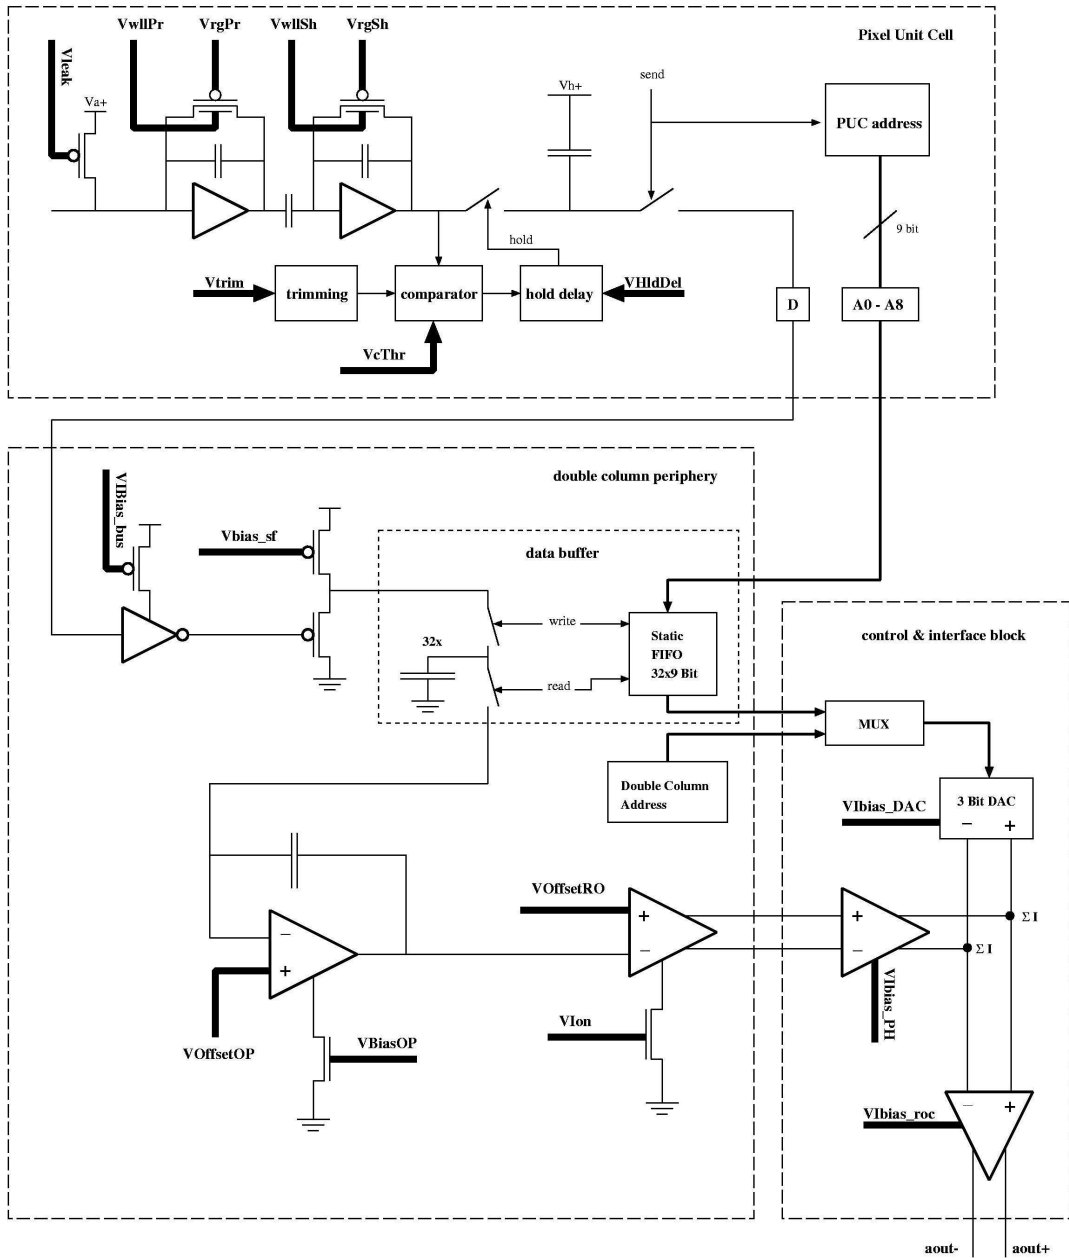 VwllPr
VrgPr
VwllSh
VrgSh
Pixel Unit Cell
Vleak
Va+
Vh+
send
PUC address
9 bit
hold
Vtrim
trimming
comparator
hold delay
VHldDel
D
A0 - A8
VcThr
double column periphery
VIBias_bus
Vbias_sf
data buffer
write
32x
Static
FIFO
32x9 Bit
read
control & interface block
MUX
Double Column
Address
VIbias_DAC
3 Bit DAC
− +
VOffsetRO
+
−
+
−
Σ I
Σ I
−
+
VIbias_PH
VIon
VBiasOP
VOffsetOP
VIbias_roc
− +
aout-
aout+